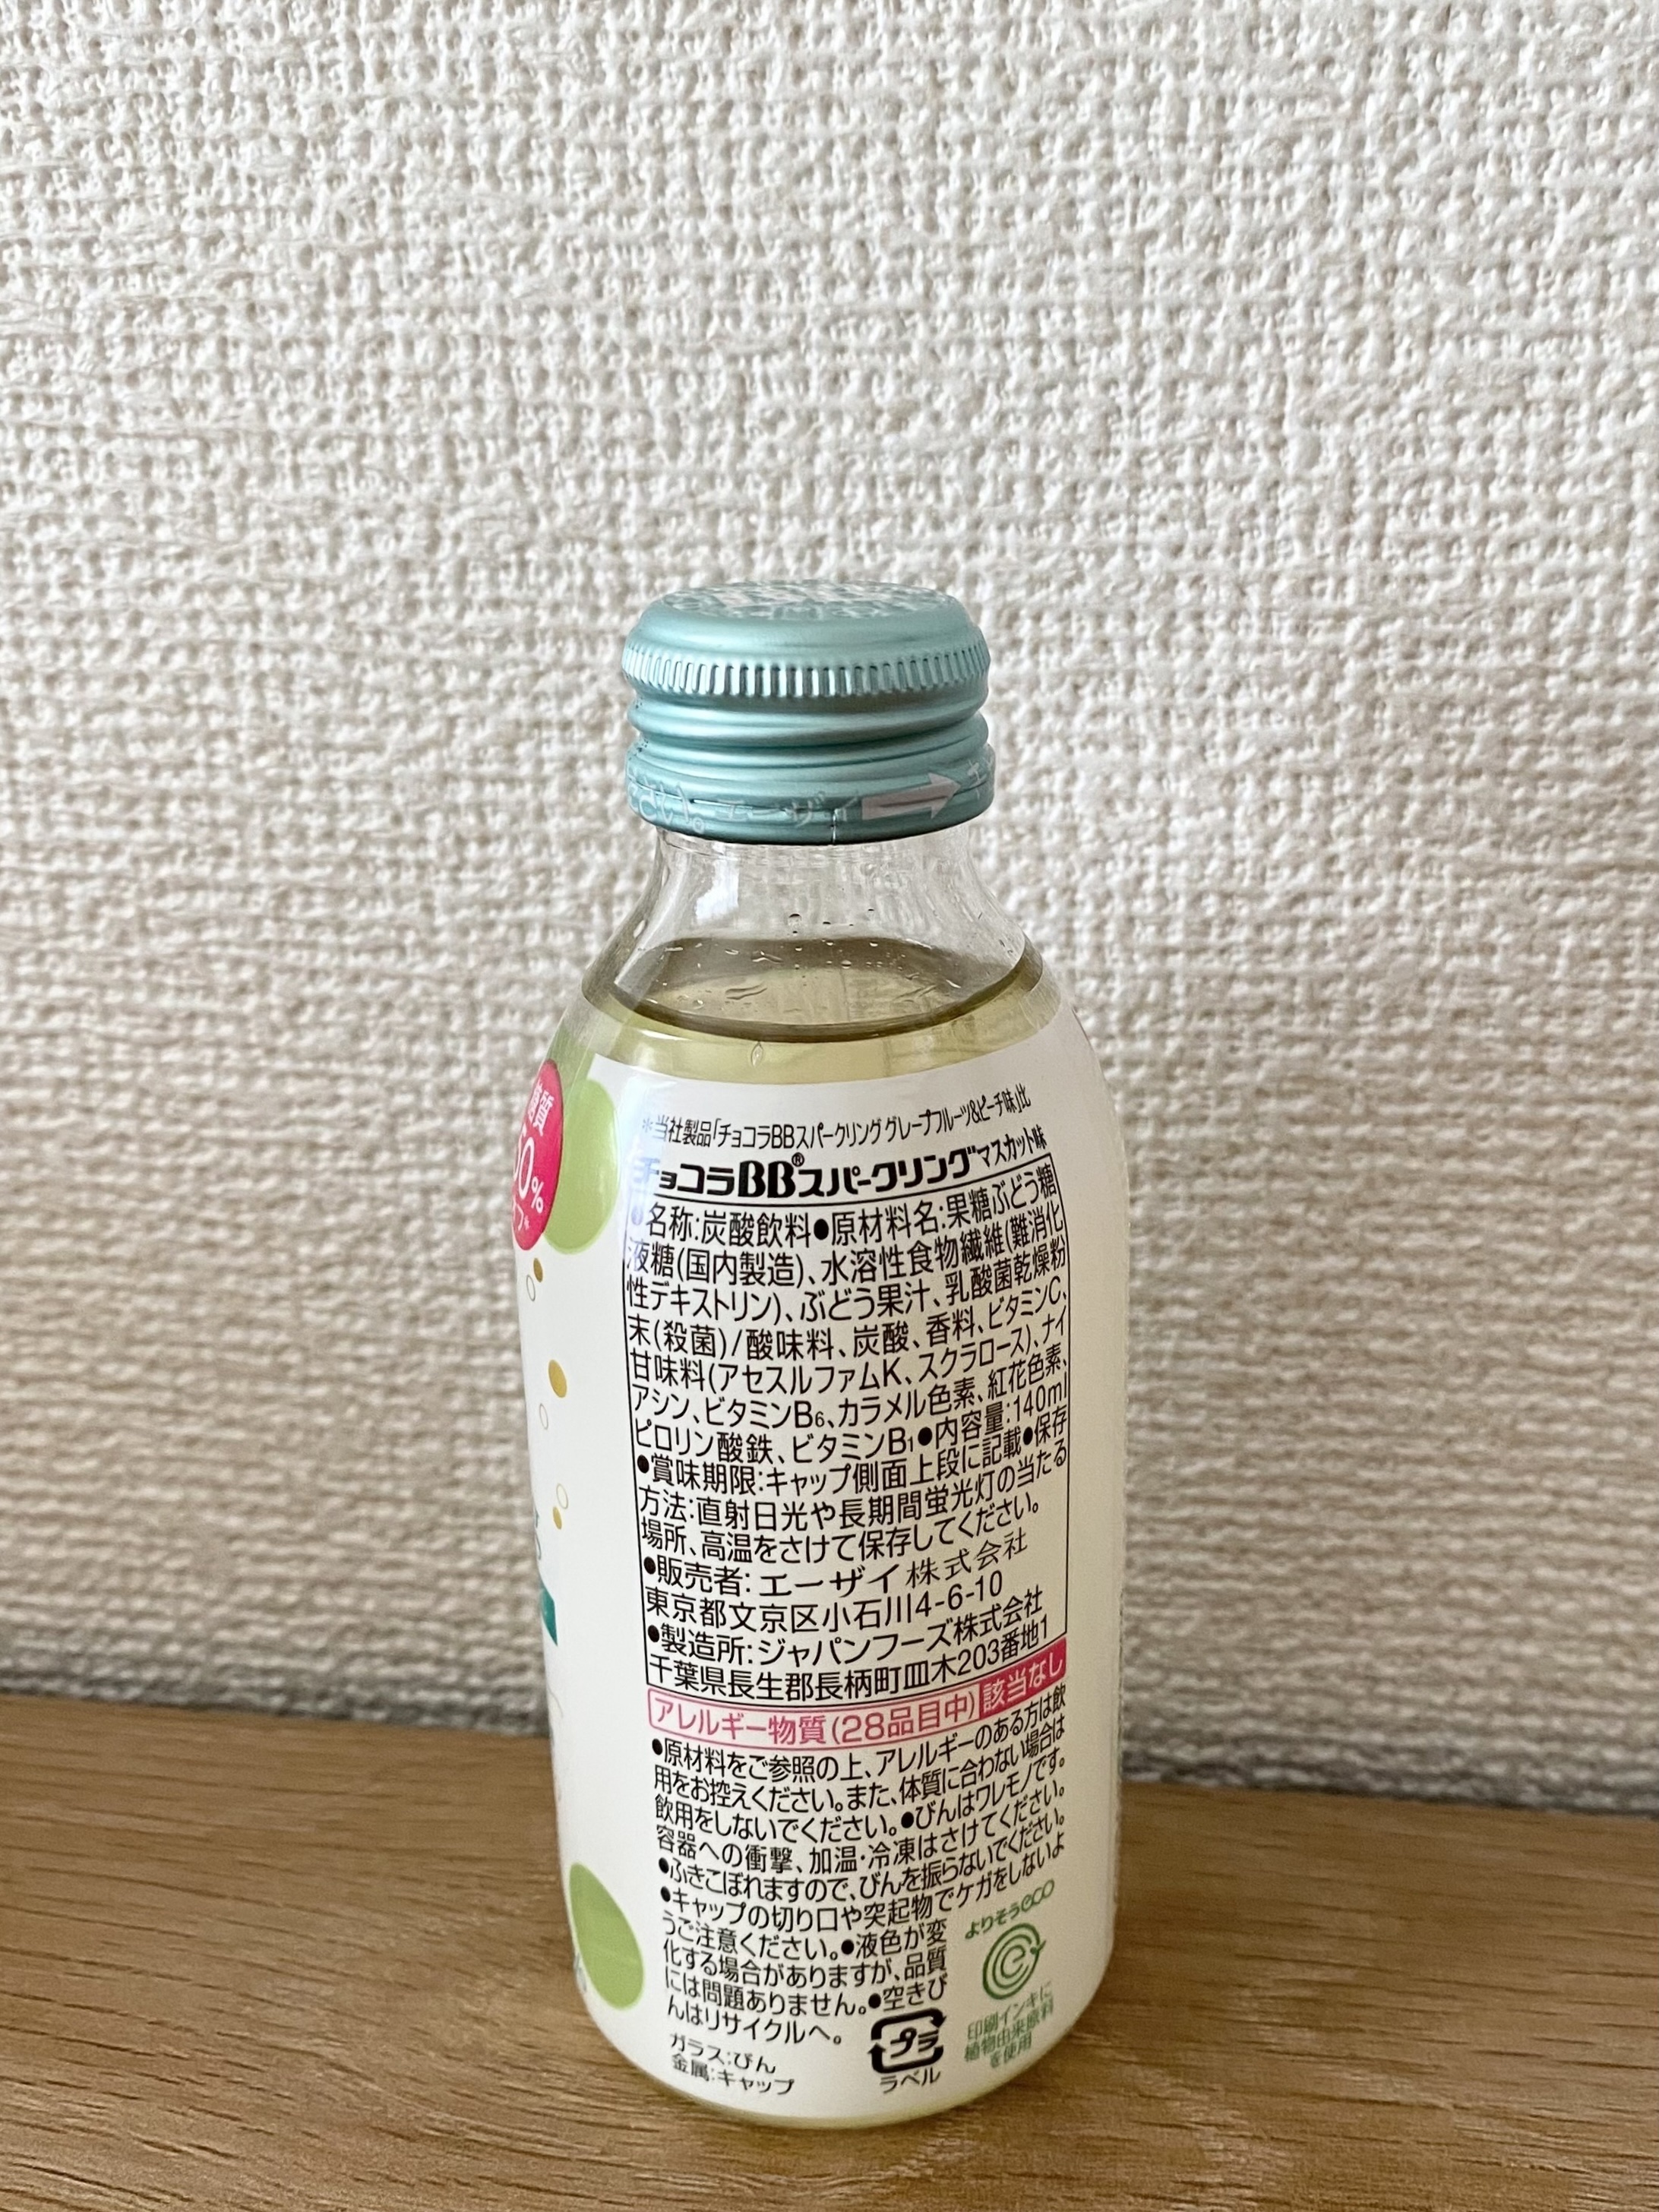 さい。エーザイ
糖質
50%
オフ*
*当社製品「チョコラBBスパークリング グレープフルーツ&ピーチ味」比
チョコラBB®スパークリングマスカット味
●名称:炭酸飲料●原材料名:果糖ぶどう糖
液糖(国内製造)、水溶性食物繊維(難消化
性デキストリン)、ぶどう果汁、乳酸菌乾燥粉
末(殺菌)/酸味料、炭酸、香料、ビタミンC、
甘味料(アセスルファムK、スクラロース)、ナイ
アシン、ビタミンB₆、カラメル色素、紅花色素、
ピロリン酸鉄、ビタミンB₁●内容量:140ml
●賞味期限:キャップ側面上段に記載●保存
方法:直射日光や長期間蛍光灯の当たる
場所、高温をさけて保存してください。
●販売者:エーザイ株式会社
東京都文京区小石川4-6-10
●製造所:ジャパンフーズ株式会社
千葉県長生郡長柄町皿木203番地1
アレルギー物質(28品目中) 該当なし
●原材料をご参照の上、アレルギーのある方は飲
用をお控えください。また、体質に合わない場合は
飲用をしないでください。●びんはワレモノです。
容器への衝撃、加温・冷凍はさけてください。
●ふきこぼれますので、びんを振らないでください。
●キャップの切り口や突起物でケガをしないよ
うご注意ください。●液色が変
化する場合がありますが、品質
には問題ありません。●空きび
んはリサイクルへ。
ガラス:びん
金属:キャップ
プラ
ラベル
よりそうeco
印刷インキに
植物由来原料
を使用